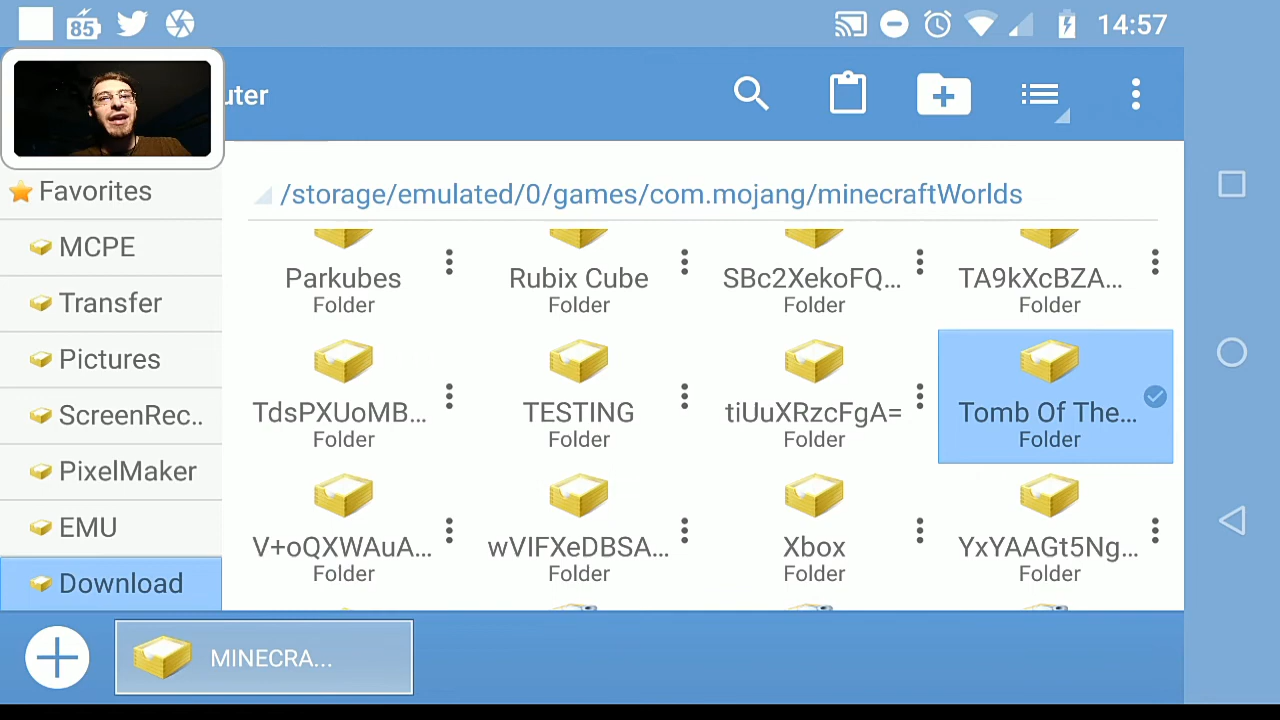 85
14:57
uter
Favorites
MCPE
Transfer
Pictures
ScreenRec..
PixelMaker
EMU
Download
/storage/emulated/0/games/com.mojang/minecraftWorlds
Parkubes
Folder
Rubix Cube
Folder
SBc2XekoFQ...
Folder
TA9kXcBZA...
Folder
TdsPXUoMB...
Folder
TESTING
Folder
tiUuXRzcFgA=
Folder
Tomb Of The...
Folder
V+oQXWAuA...
Folder
wVIFXeDBSA...
Folder
Xbox
Folder
YxYAAGt5Ng...
Folder
MINECRA...